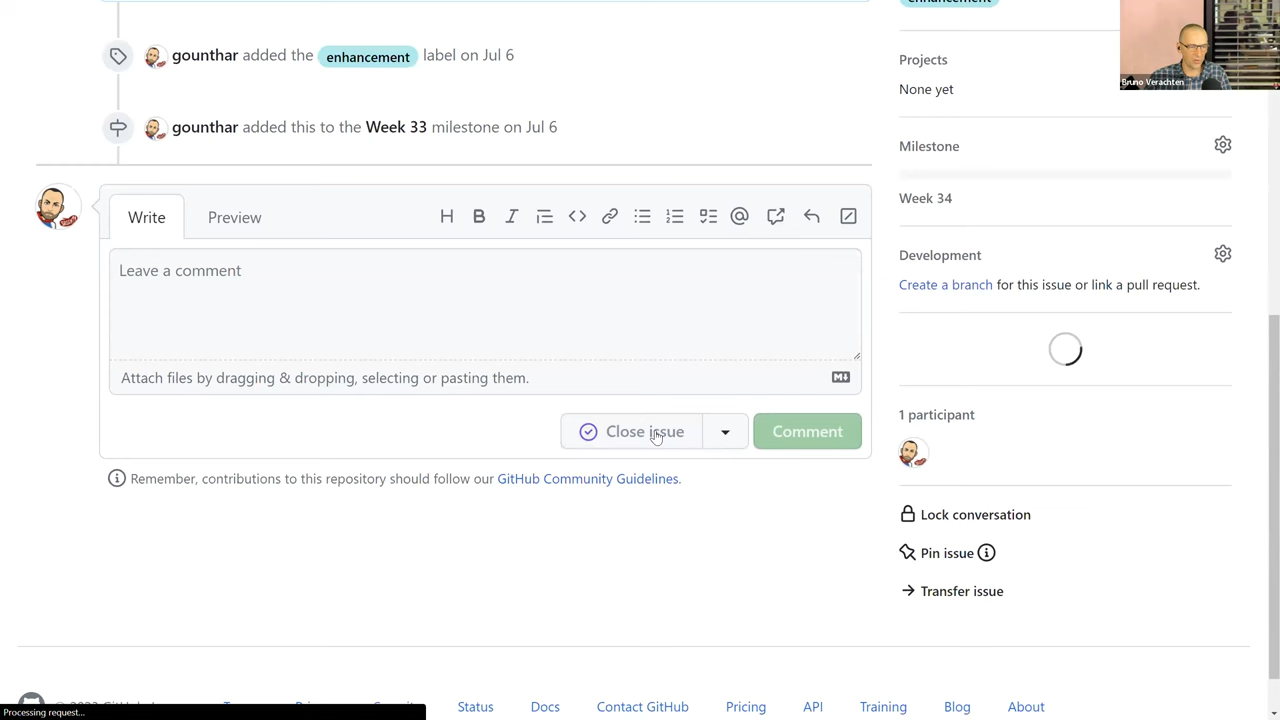 enhancement
Bruno Verachten
gounthar added the enhancement label on Jul 6
gounthar added this to the Week 33 milestone on Jul 6
Write
Preview
Leave a comment
Attach files by dragging & dropping, selecting or pasting them.
Close issue
Comment
Remember, contributions to this repository should follow our GitHub Community Guidelines.
Projects
None yet
Milestone
Week 34
Development
Create a branch for this issue or link a pull request.
1 participant
Lock conversation
Pin issue
Transfer issue
Status
Docs
Contact GitHub
Pricing
API
Training
Blog
About
Processing request...